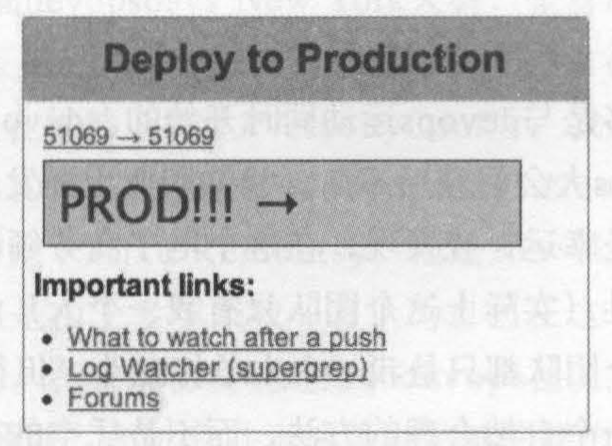 Deploy to Production
51069 → 51069
PROD!!! →
Important links:
• What to watch after a push
• Log Watcher (supergrep)
• Forums